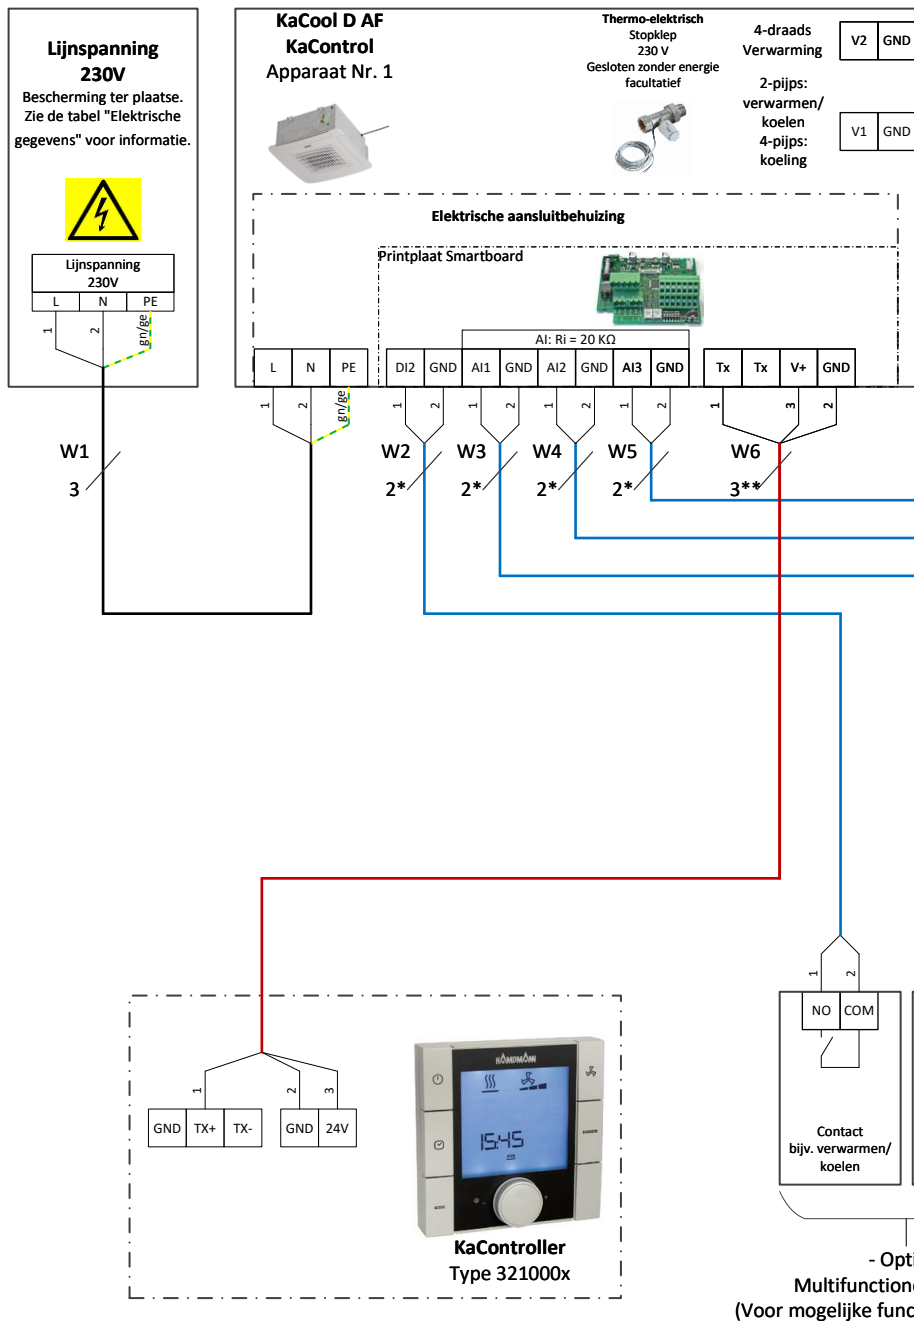 Lijnspanning
230V
Bescherming ter plaatse.
Zie de tabel "Elektrische
gegevens" voor informatie.
Lijnspanning
230V
L N PE
1 2 gn/ge
W1
3
KaCool D AF
KaControl
Apparaat Nr. 1
Thermo-elektrisch
Stopklep
230 V
Gesloten zonder energie
facultatief
4-draads
Verwarming
V2 GND
2-pijps:
verwarmen/
koelen
4-pijps:
koeling
V1 GND
Elektrische aansluitbehuizing
Printplaat Smartboard
AI: Ri = 20 KΩ
L N PE DI2 GND AI1 GND AI2 GND AI3 GND Tx Tx V+ GND
1 2 gn/ge 1 2 1 2 1 2 1 2 1 3 2
W2 W3 W4 W5 W6
2* 2* 2* 2* 3**
1 2 3
GND TX+ TX- GND 24V
KAMPMANN
15:45
KaController
Type 321000x
1 2
NO COM
Contact
bijv. verwarmen/
koelen
- Opti
Multifunctione
(Voor mogelijke func